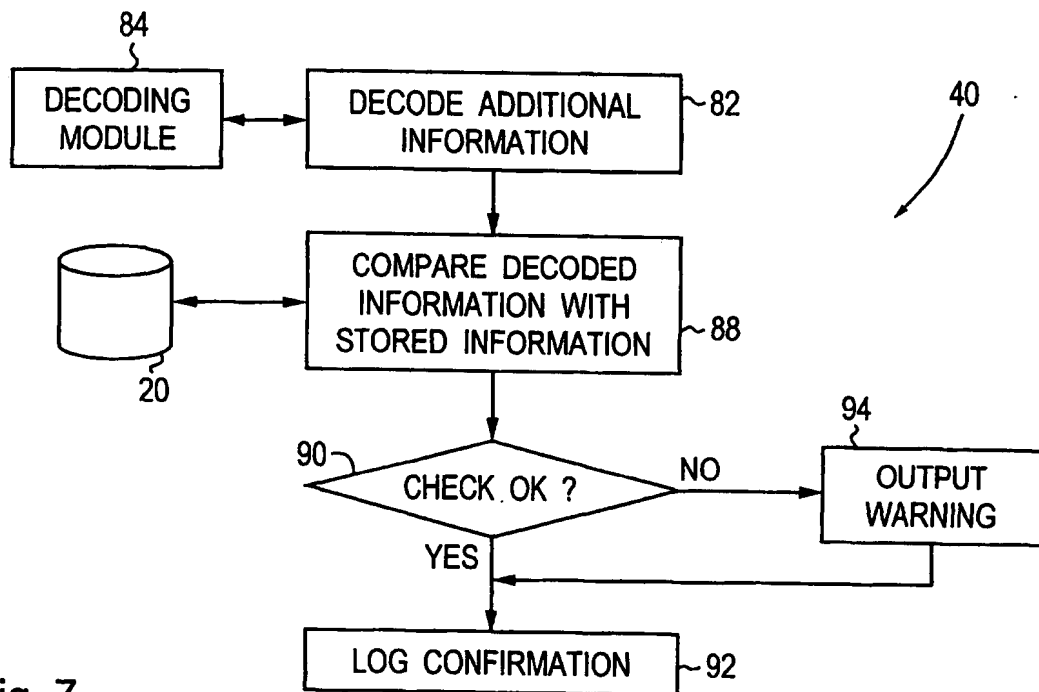 84
DECODING
MODULE
DECODE ADDITIONAL
INFORMATION
82
40
COMPARE DECODED
INFORMATION WITH
STORED INFORMATION
88
20
90
CHECK OK ?
NO
94
OUTPUT
WARNING
YES
LOG CONFIRMATION
92